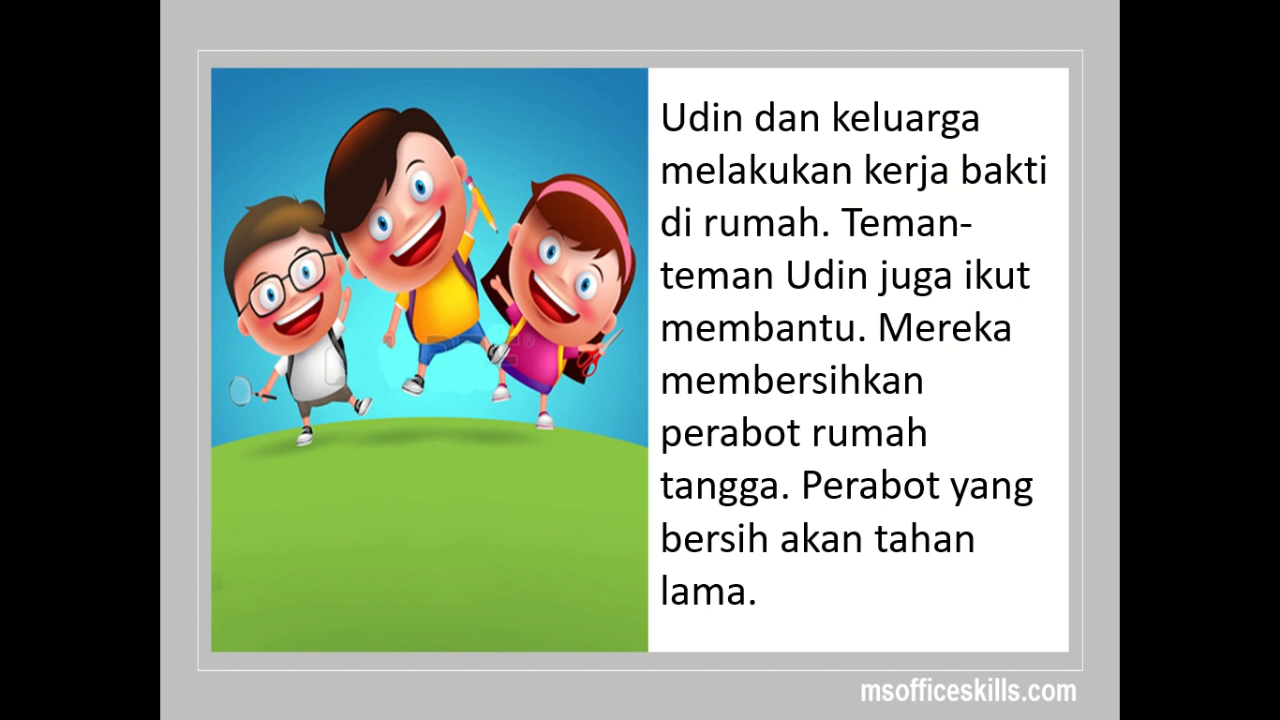 Udin dan keluarga
melakukan kerja bakti
di rumah. Teman-
teman Udin juga ikut
membantu. Mereka
membersihkan
perabot rumah
tangga. Perabot yang
bersih akan tahan
lama.
msofficeskills.com